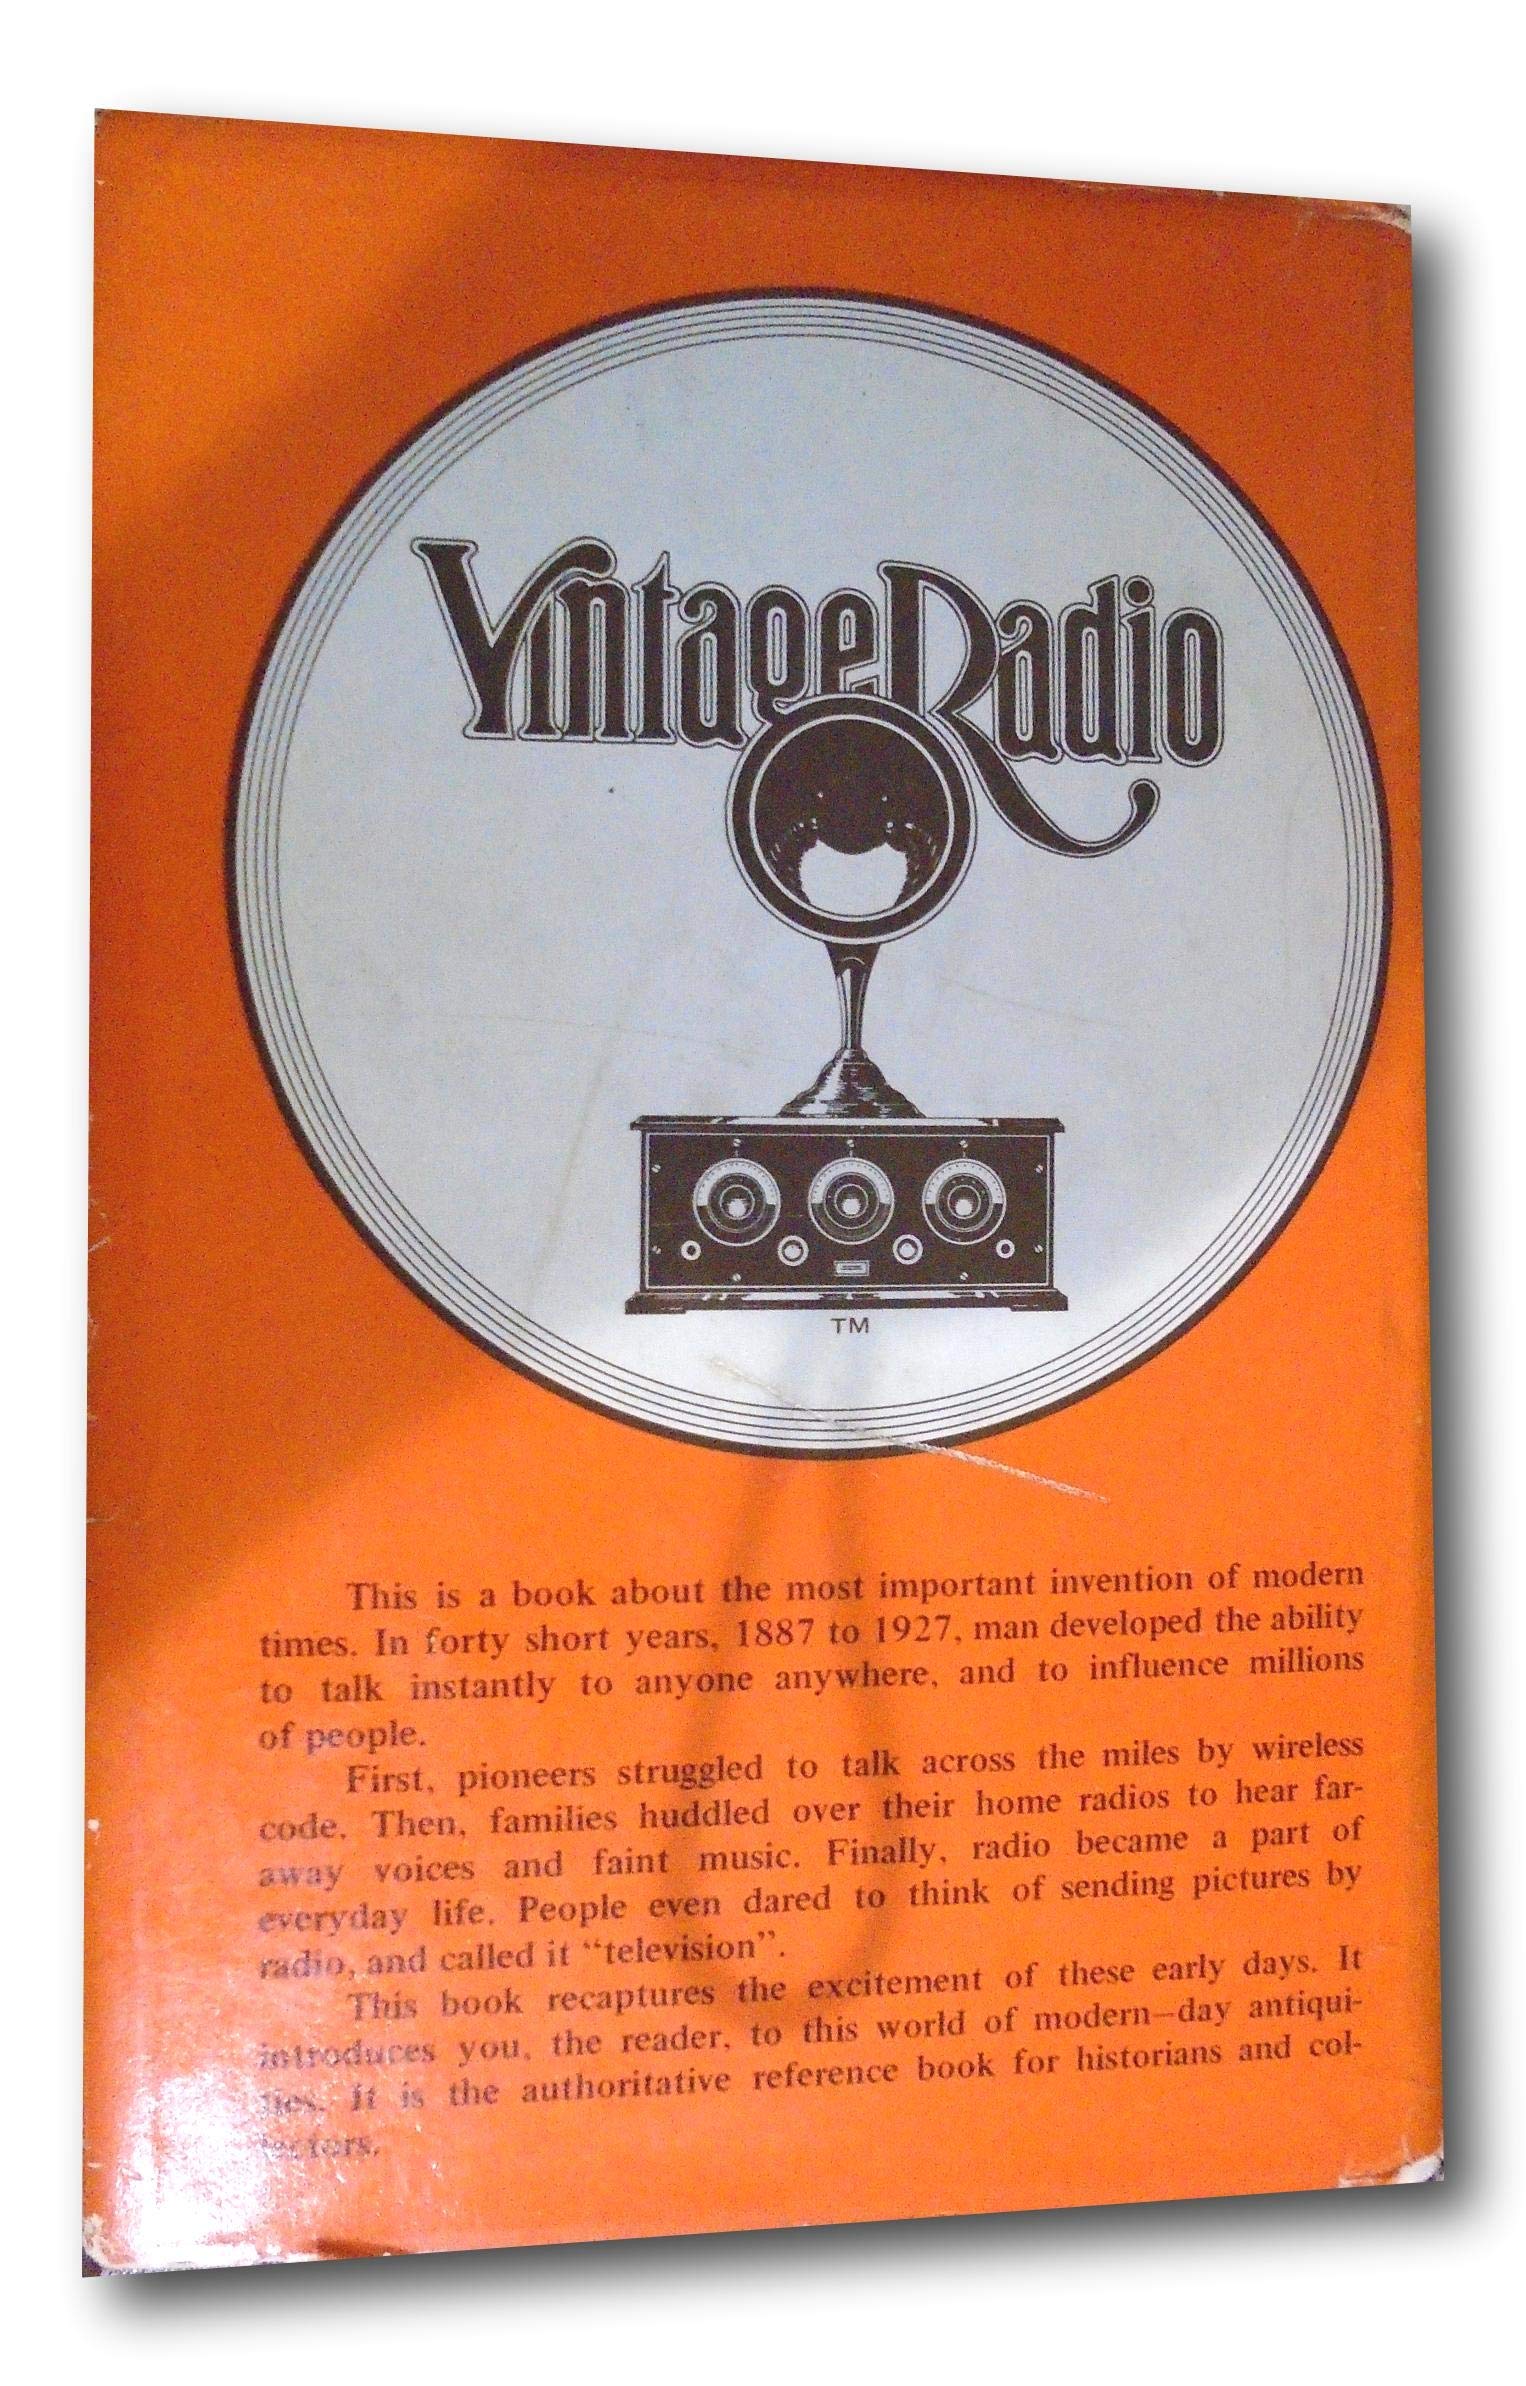 Vintage Radio
TM
This is a book about the most important invention of modern
times. In forty short years, 1887 to 1927, man developed the ability
to talk instantly to anyone anywhere, and to influence millions
of people.
First, pioneers struggled to talk across the miles by wireless
code. Then, families huddled over their home radios to hear far-
away voices and faint music. Finally, radio became a part of
everyday life. People even dared to think of sending pictures by
radio, and called it “television”.
This book recaptures the excitement of these early days. It
introduces you, the reader, to this world of modern—day antiqui-
ties. It is the authoritative reference book for historians and col-
lectors.